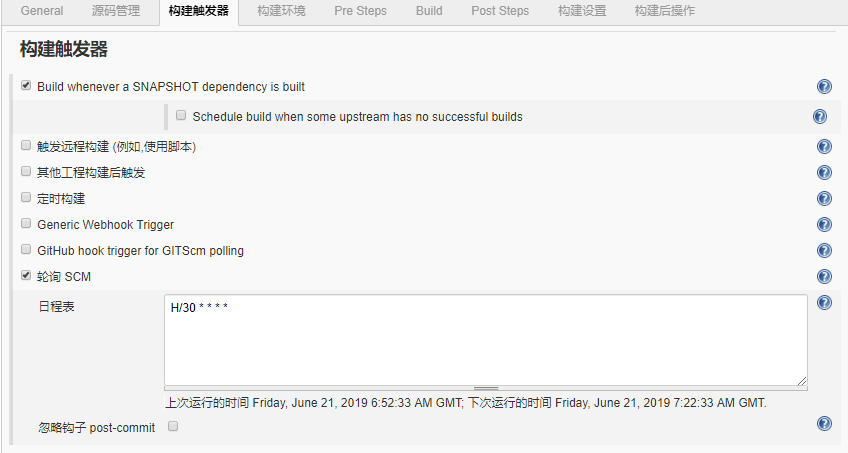 General 源码管理 构建触发器 构建环境 Pre Steps Build Post Steps 构建设置 构建后操作
构建触发器
Build whenever a SNAPSHOT dependency is built
Schedule build when some upstream has no successful builds
触发远程构建 (例如,使用脚本)
其他工程构建后触发
定时构建
Generic Webhook Trigger
GitHub hook trigger for GITScm polling
轮询 SCM
日程表
H/30 * * * *
上次运行的时间 Friday, June 21, 2019 6:52:33 AM GMT; 下次运行的时间 Friday, June 21, 2019 7:22:33 AM GMT.
忽略钩子 post-commit